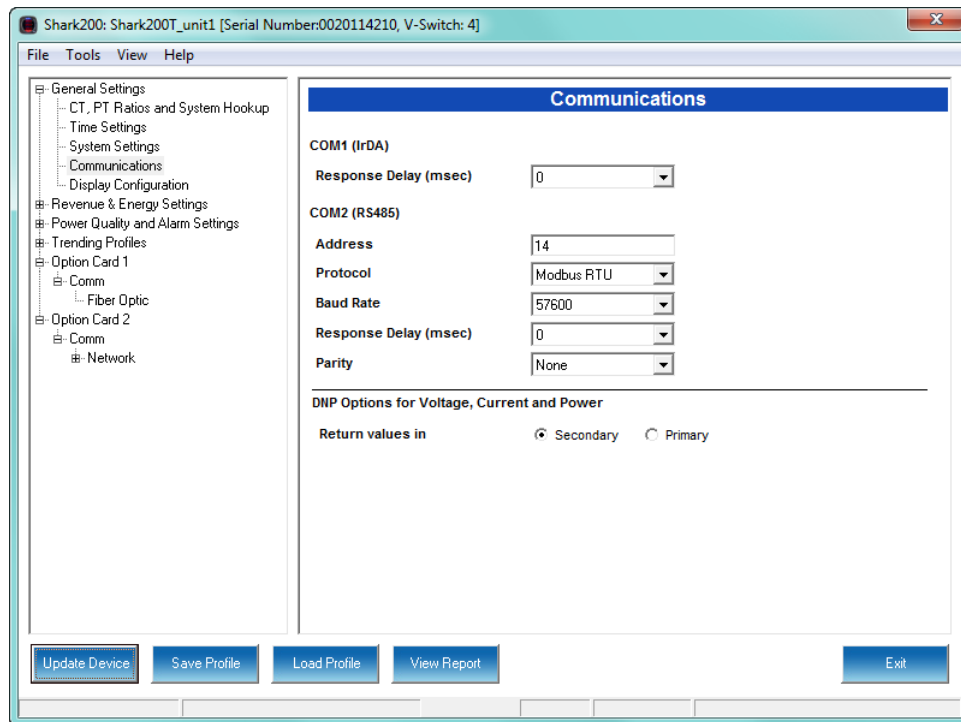 Shark200: Shark200T_unit1 [Serial Number:0020114210, V-Switch: 4]
File Tools View Help
General Settings
CT, PT Ratios and System Hookup
Time Settings
System Settings
Communications
Display Configuration
Revenue & Energy Settings
Power Quality and Alarm Settings
Trending Profiles
Option Card 1
Comm
Fiber Optic
Option Card 2
Comm
Network
Communications
COM1 (IrDA)
Response Delay (msec) 0
COM2 (RS485)
Address 14
Protocol Modbus RTU
Baud Rate 57600
Response Delay (msec) 0
Parity None
DNP Options for Voltage, Current and Power
Return values in Secondary Primary
Update Device Save Profile Load Profile View Report Exit